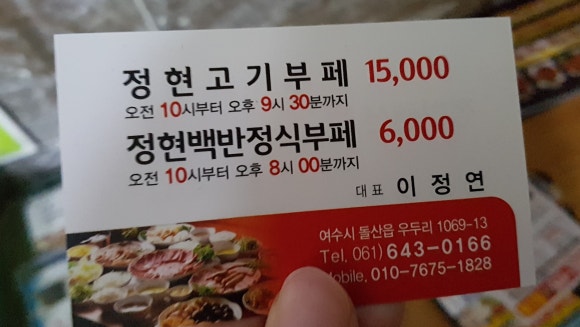 정현고기부페 15,000
오전 10시부터 오후 9시 30분까지
정현백반정식부페 6,000
오전 10시부터 오후 8시 00분까지
대표 이정연
여수시 돌산읍 우두리 1069-13
Tel. 061) 643-0166
Mobile. 010-7675-1828